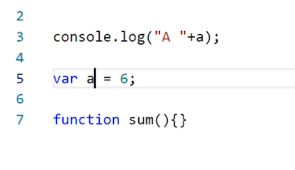 2
3 console.log("A "+a);
4
5 var a = 6;
6
7 function sum(){}